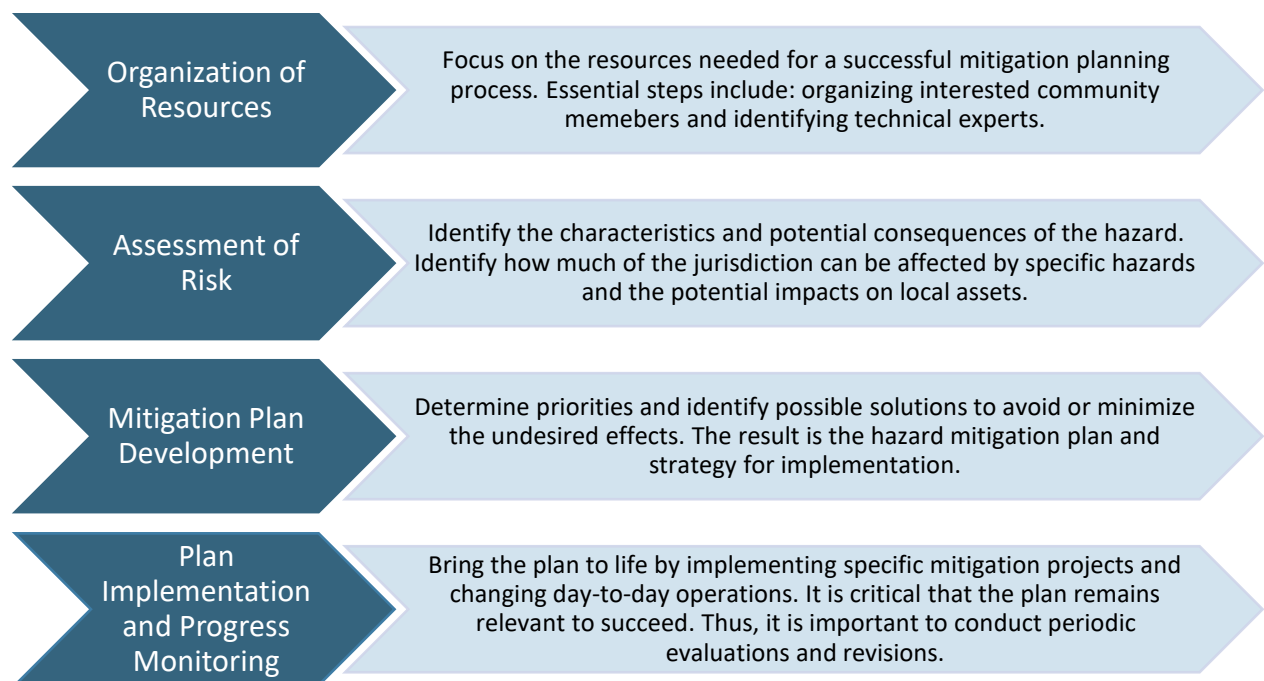 Organization of
Resources
Focus on the resources needed for a successful mitigation planning
process. Essential steps include: organizing interested community
memebers and identifying technical experts.
Assessment of
Risk
Identify the characteristics and potential consequences of the hazard.
Identify how much of the jurisdiction can be affected by specific hazards
and the potential impacts on local assets.
Mitigation Plan
Development
Determine priorities and identify possible solutions to avoid or minimize
the undesired effects. The result is the hazard mitigation plan and
strategy for implementation.
Plan
Implementation
and Progress
Monitoring
Bring the plan to life by implementing specific mitigation projects and
changing day-to-day operations. It is critical that the plan remains
relevant to succeed. Thus, it is important to conduct periodic
evaluations and revisions.